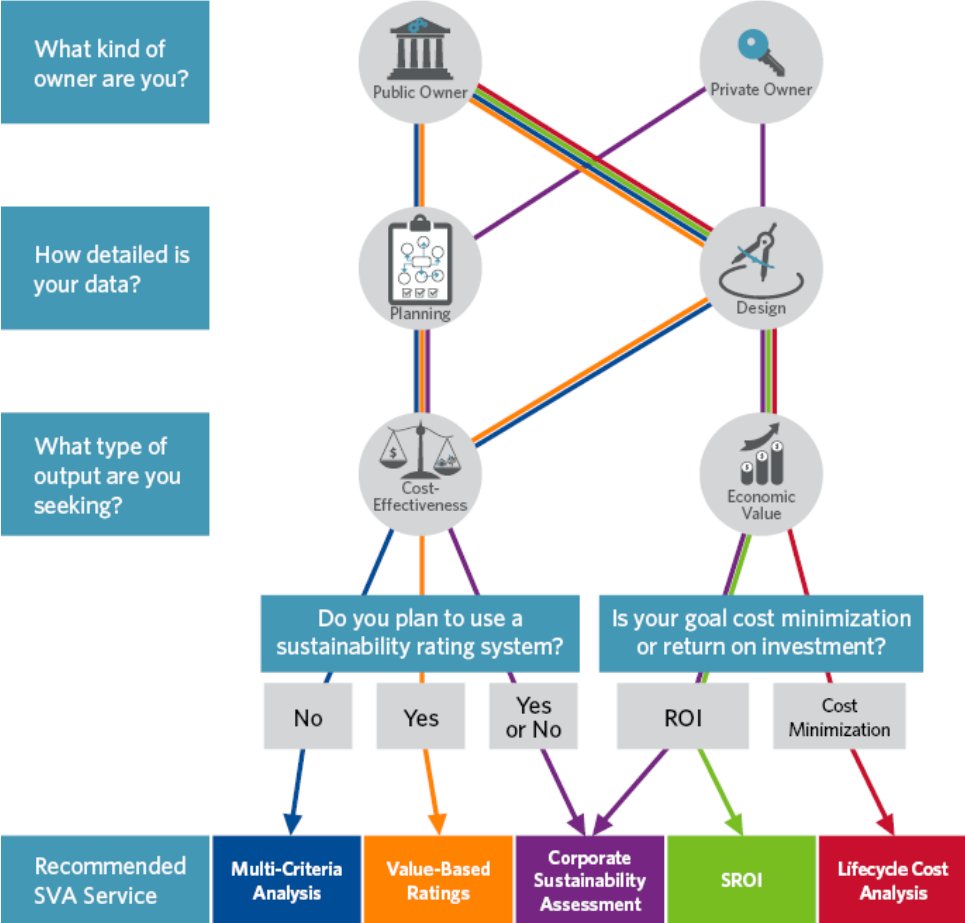 What kind of
owner are you?
Public Owner
Private Owner
How detailed is
your data?
Planning
Design
What type of
output are you
seeking?
$
Cost-
Effectiveness
$
$
$
Economic
Value
Do you plan to use a
sustainability rating system?
Is your goal cost minimization
or return on investment?
No
Yes
Yes
or No
ROI
Cost
Minimization
Recommended
SVA Service
Multi-Criteria
Analysis
Value-Based
Ratings
Corporate
Sustainability
Assessment
SROI
Lifecycle Cost
Analysis